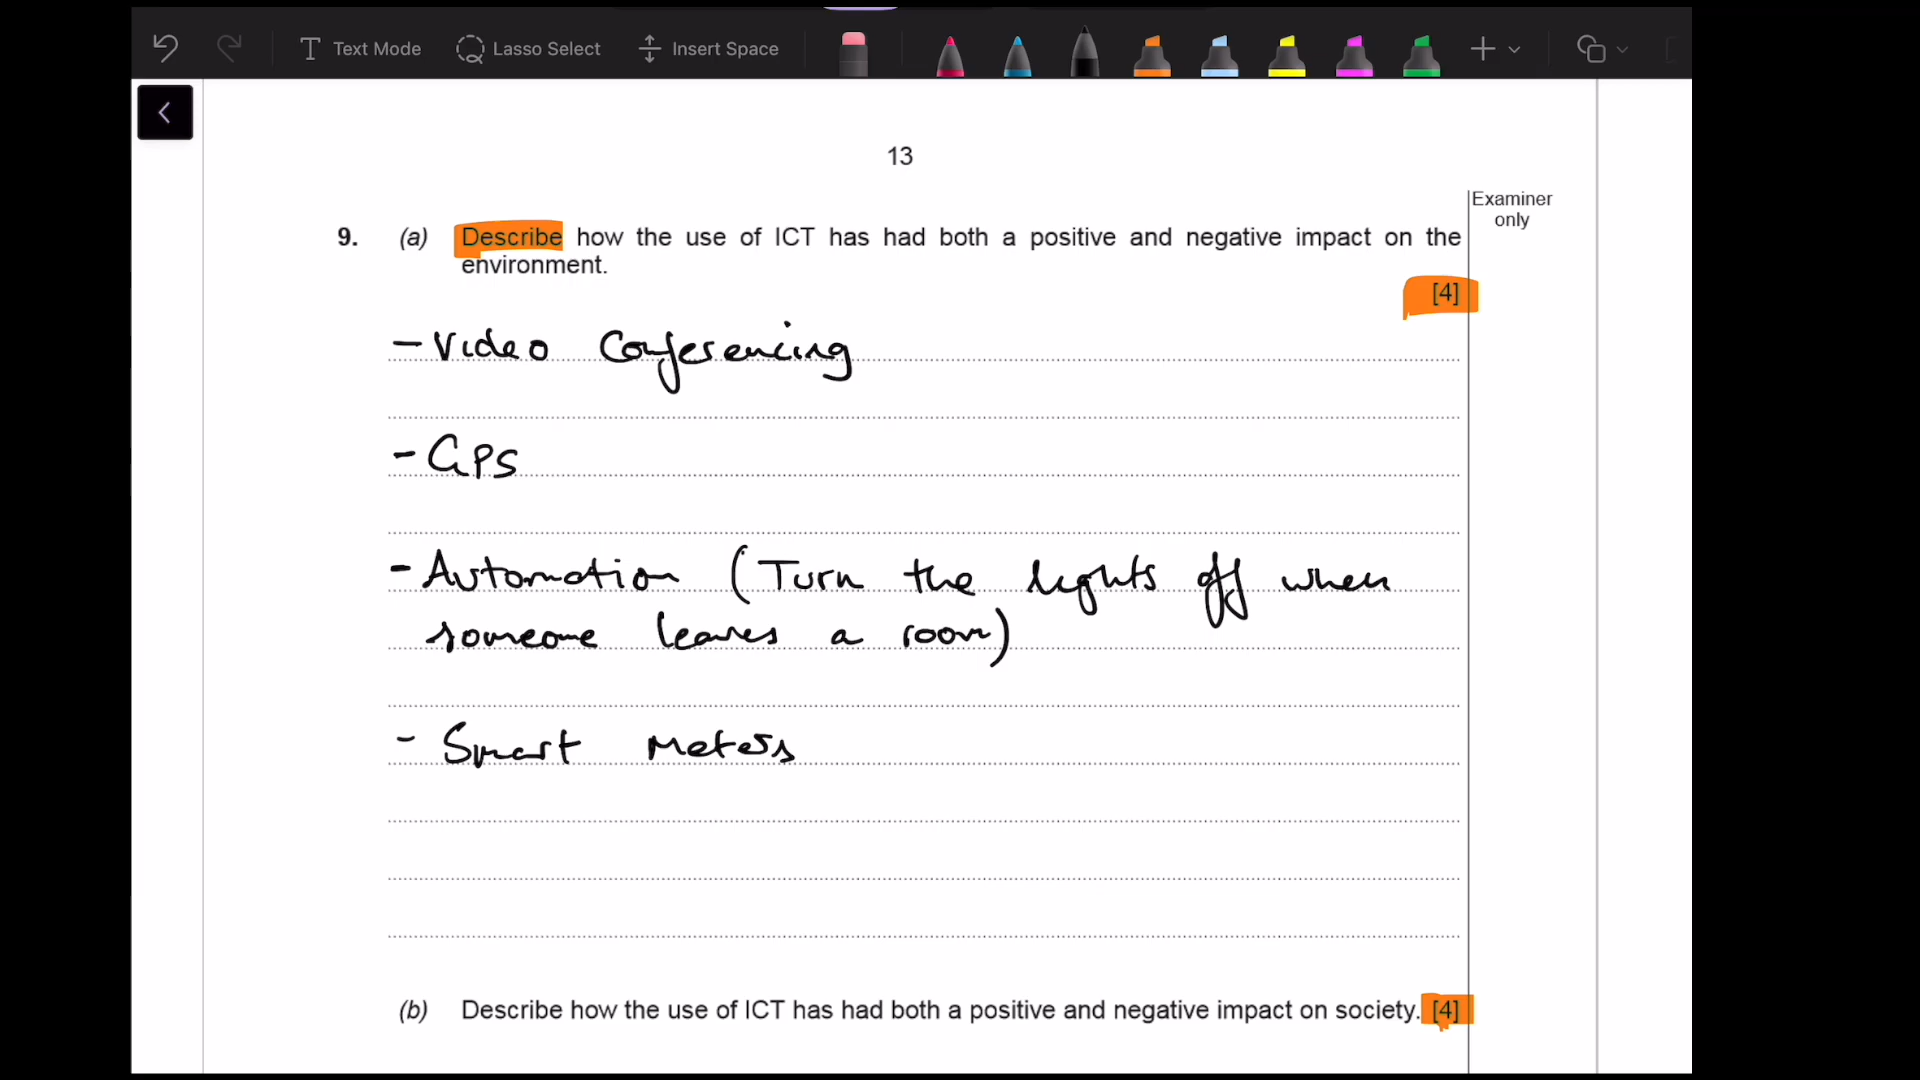 Text Mode Lasso Select Insert Space
13
Examiner
only
9. (a) Describe how the use of ICT has had both a positive and negative impact on the
environment.
[4]
- Video Conferencing
- GPS
- Automation (Turn the lights off when
someone leaves a room)
- Smart Meters
(b) Describe how the use of ICT has had both a positive and negative impact on society. [4]